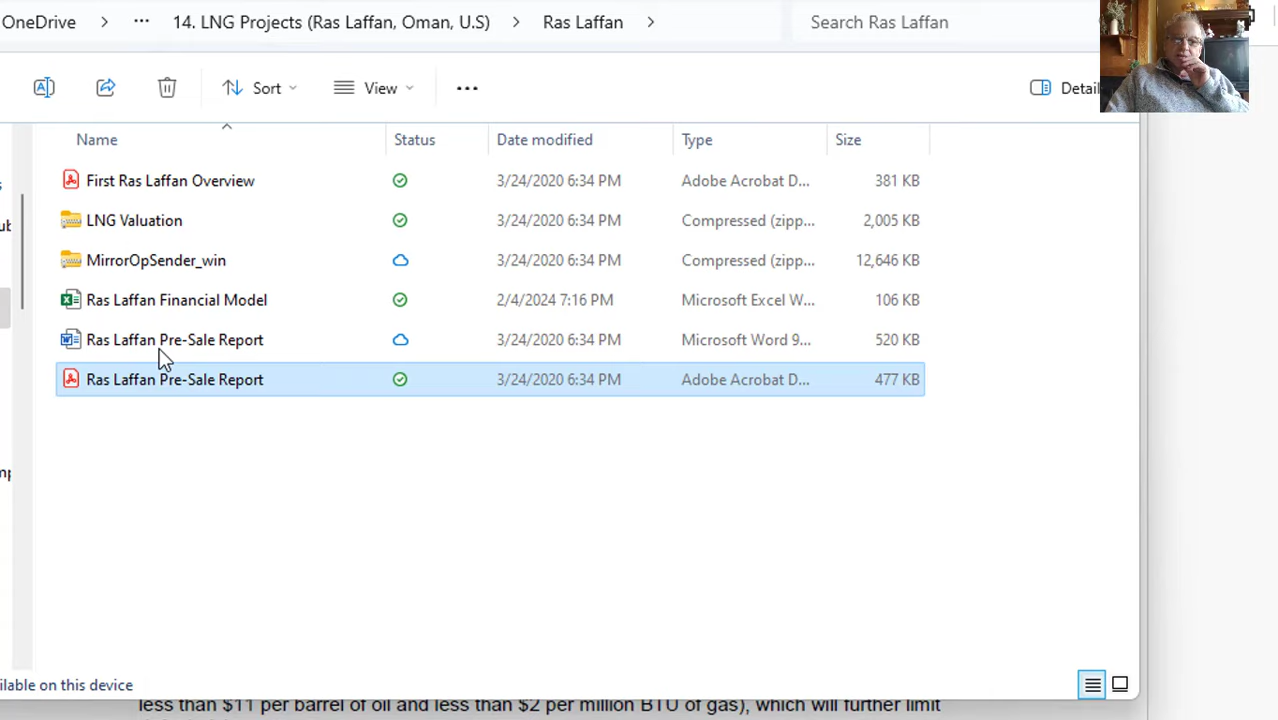 OneDrive > ... 14. LNG Projects (Ras Laffan, Oman, U.S) > Ras Laffan > Search Ras Laffan
Sort View ... Detai
Name Status Date modified Type Size
First Ras Laffan Overview 3/24/2020 6:34 PM Adobe Acrobat D... 381 KB
LNG Valuation 3/24/2020 6:34 PM Compressed (zipp... 2,005 KB
MirrorOpSender_win 3/24/2020 6:34 PM Compressed (zipp... 12,646 KB
Ras Laffan Financial Model 2/4/2024 7:16 PM Microsoft Excel W... 106 KB
Ras Laffan Pre-Sale Report 3/24/2020 6:34 PM Microsoft Word 9... 520 KB
Ras Laffan Pre-Sale Report 3/24/2020 6:34 PM Adobe Acrobat D... 477 KB
ilable on this device
less than $11 per barrel of oil and less than $2 per million BTU of gas), which will further limit